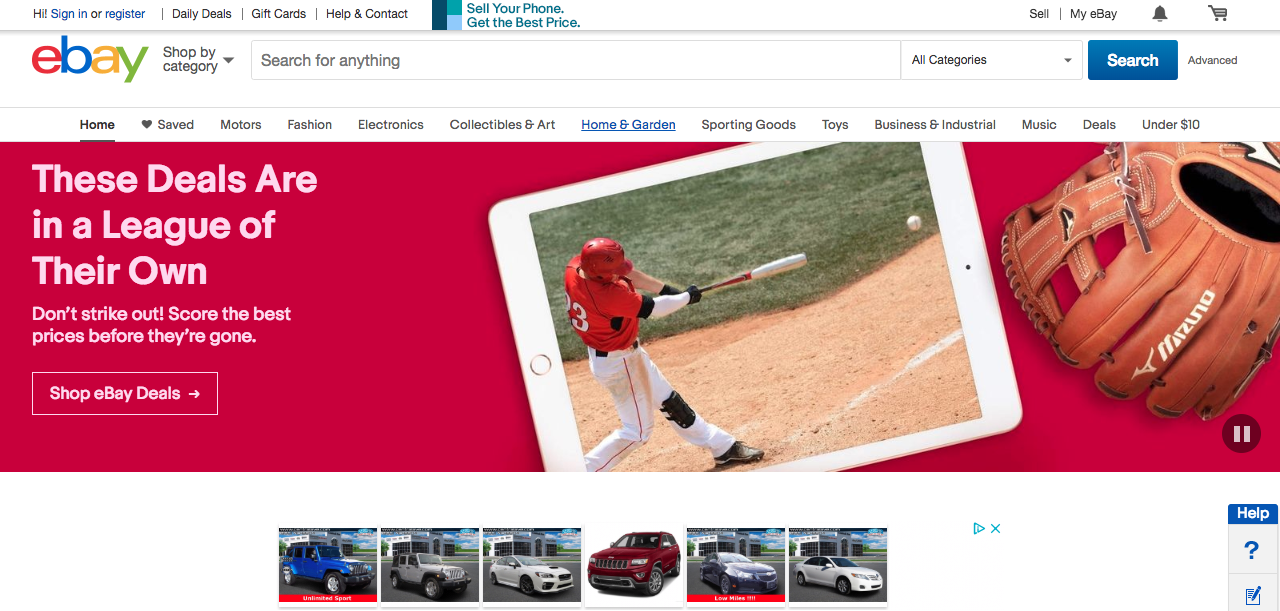 Hi! Sign in or register
Daily Deals
Gift Cards
Help & Contact
Sell Your Phone.
Get the Best Price.
Sell
My eBay
ebay
Shop by
category
Search for anything
All Categories
Search
Advanced
Home
Saved
Motors
Fashion
Electronics
Collectibles & Art
Home & Garden
Sporting Goods
Toys
Business & Industrial
Music
Deals
Under $10
These Deals Are
in a League of
Their Own
Don't strike out! Score the best
prices before they're gone.
Shop eBay Deals →
23
MIZUNO
Help
?
Unlimited Sport
Low Miles !!!!